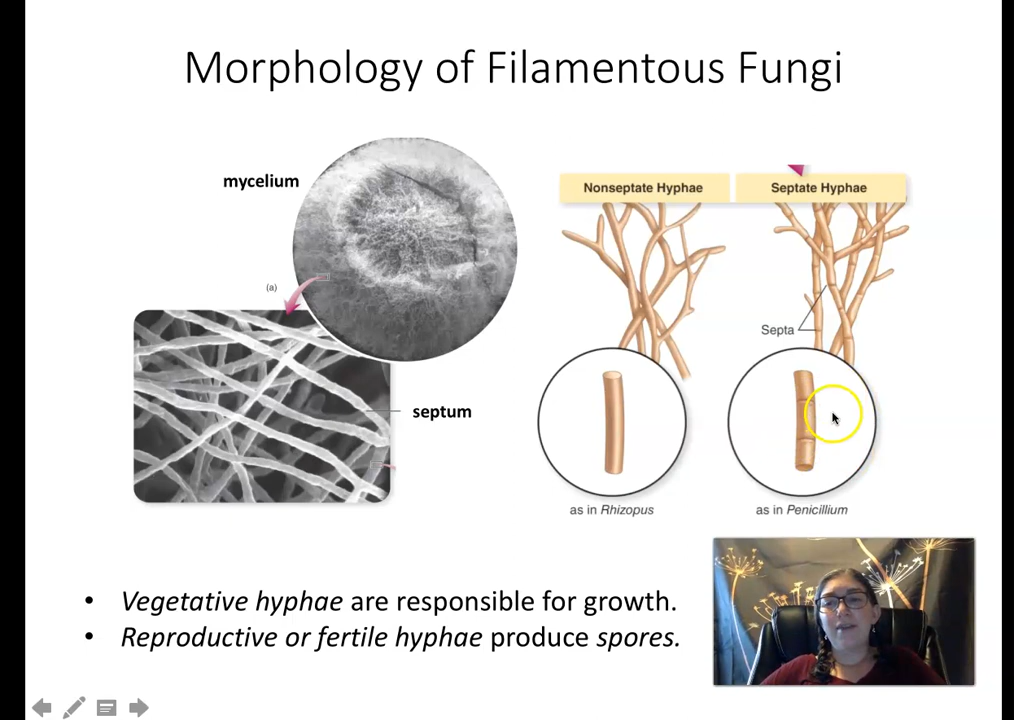 Morphology of Filamentous Fungi
mycelium
(a)
septum
Nonseptate Hyphae
Septate Hyphae
Septa
as in Rhizopus
as in Penicillium
• Vegetative hyphae are responsible for growth.
• Reproductive or fertile hyphae produce spores.